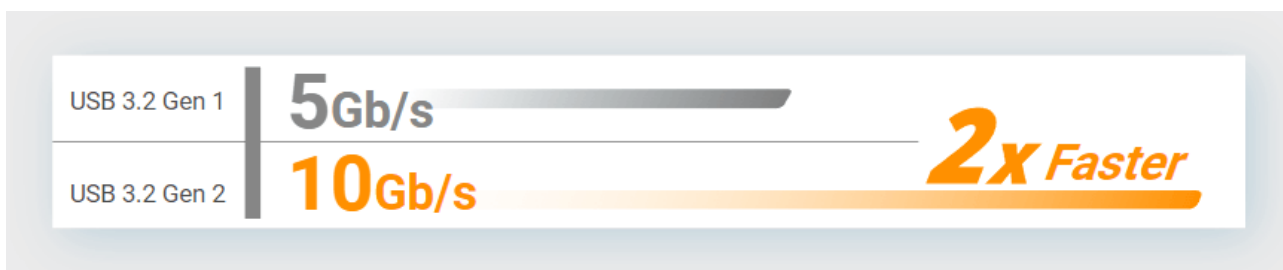 USB 3.2 Gen 1
5Gb/s
2x Faster
USB 3.2 Gen 2
10Gb/s